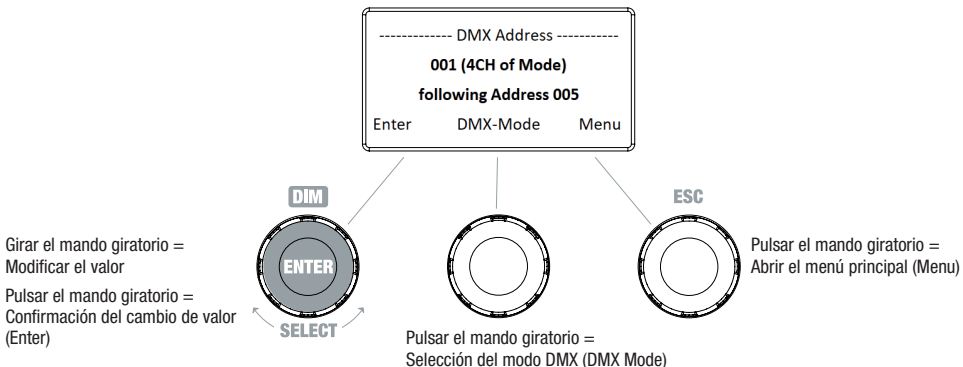 ------------- DMX Address -----------
001 (4CH of Mode)
following Address 005
Enter DMX-Mode Menu
DIM
ESC
ENTER
SELECT
Girar el mando giratorio =
Modificar el valor
Pulsar el mando giratorio =
Confirmación del cambio de valor
(Enter)
Pulsar el mando giratorio =
Selección del modo DMX (DMX Mode)
Pulsar el mando giratorio =
Abrir el menú principal (Menu)